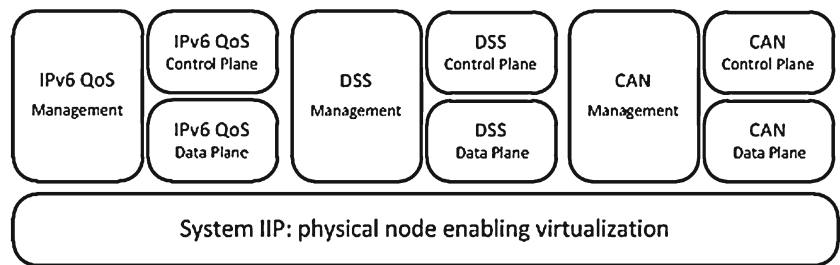 IPv6 QoS
Management
IPv6 QoS
Control Plane
IPv6 QoS
Data Plane
DSS
Management
DSS
Control Plane
DSS
Data Plane
CAN
Management
CAN
Control Plane
CAN
Data Plane
System IIP: physical node enabling virtualization